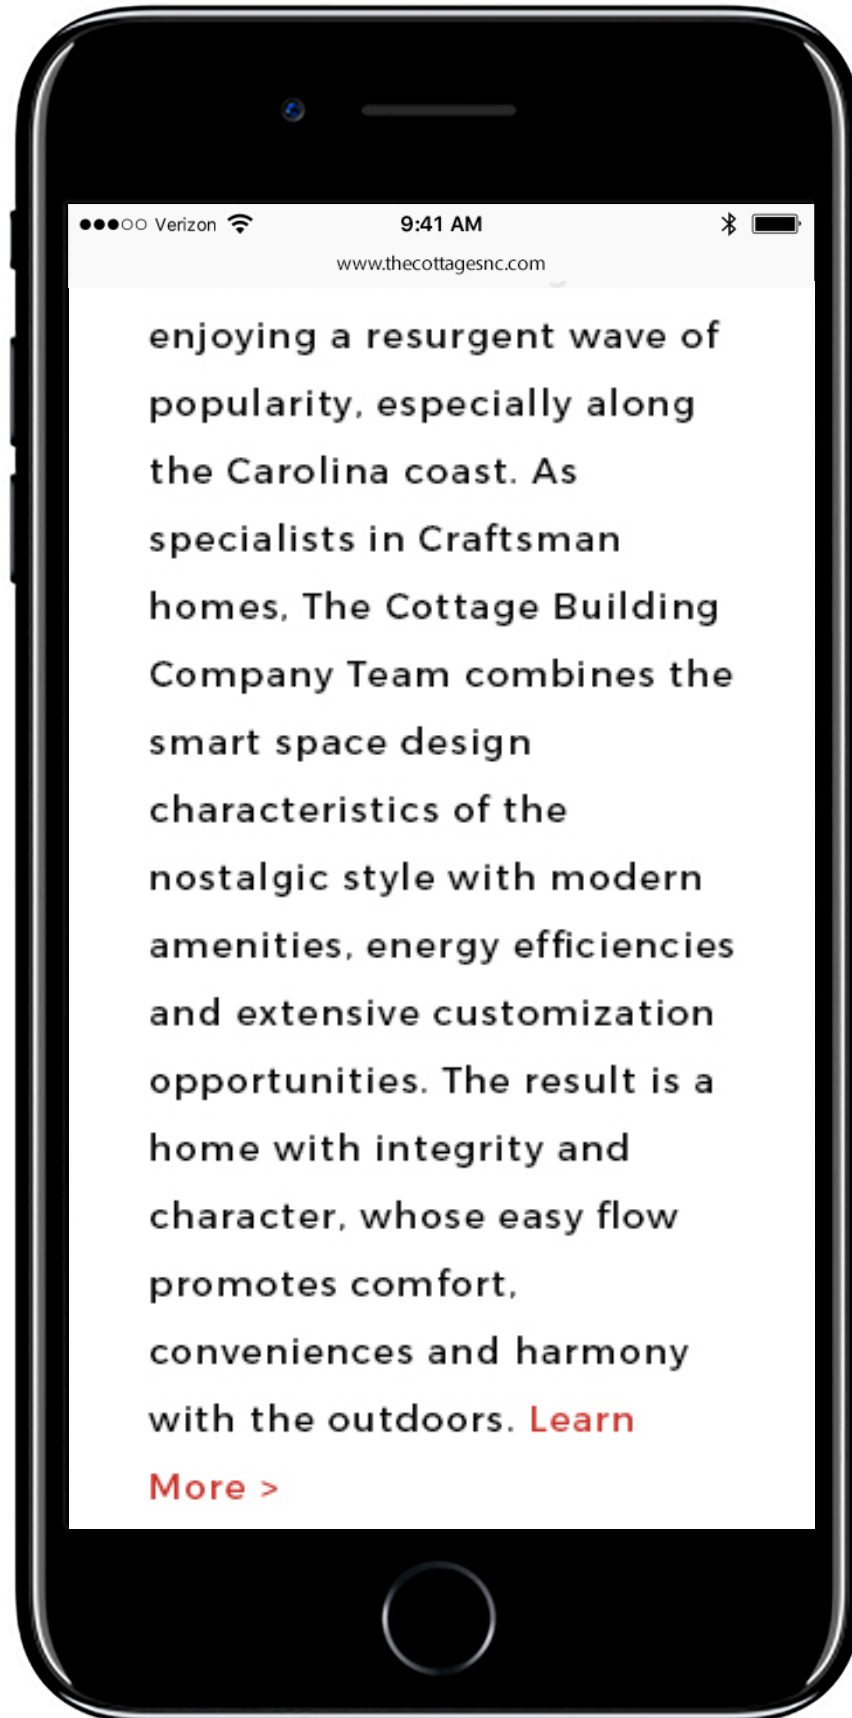 Verizon 9:41 AM
www.thecottagesnc.com
enjoying a resurgent wave of
popularity, especially along
the Carolina coast. As
specialists in Craftsman
homes, The Cottage Building
Company Team combines the
smart space design
characteristics of the
nostalgic style with modern
amenities, energy efficiencies
and extensive customization
opportunities. The result is a
home with integrity and
character, whose easy flow
promotes comfort,
conveniences and harmony
with the outdoors. Learn
More >